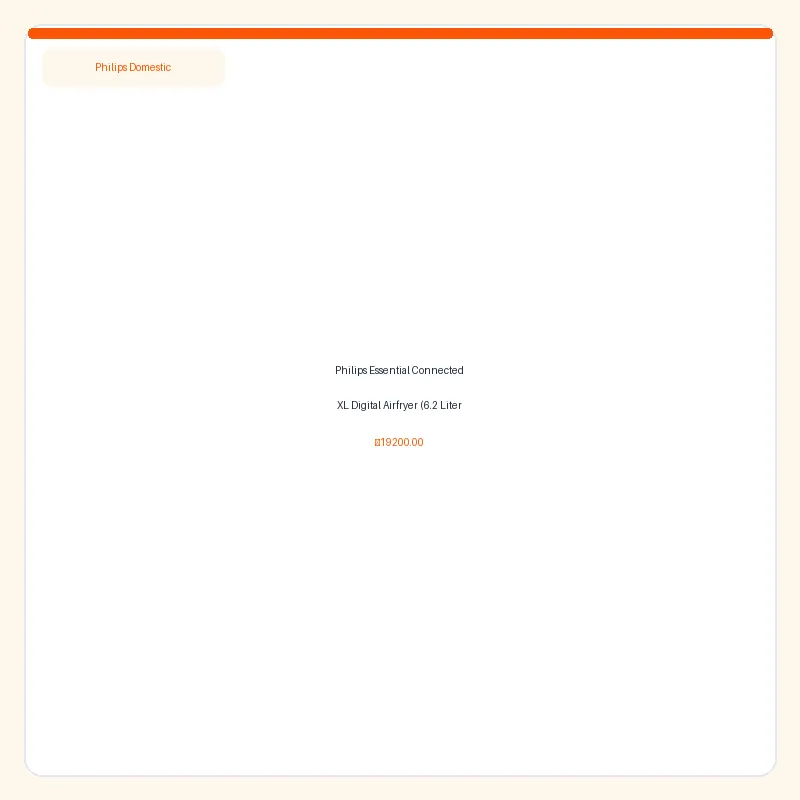 Philips Domestic
Philips Essential Connected
XL Digital Airfryer (6.2 Liter
19200.00